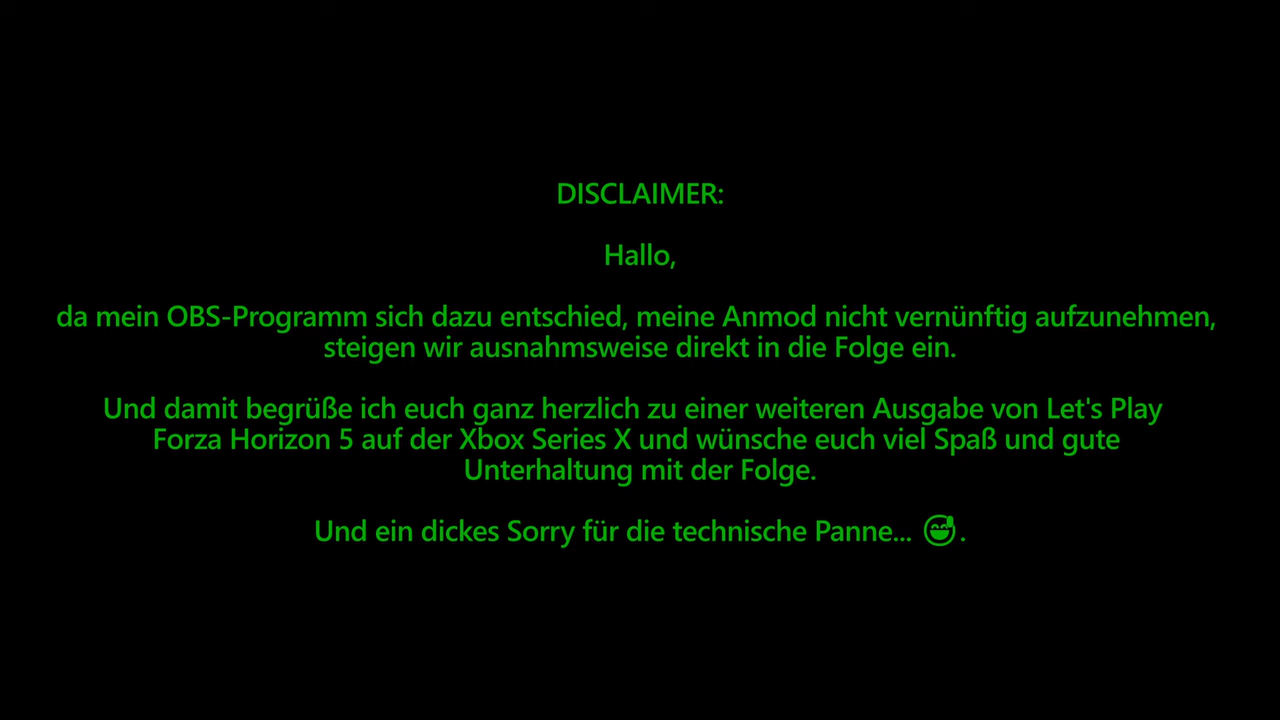 DISCLAIMER:
Hallo,
da mein OBS-Programm sich dazu entschied, meine Anmod nicht vernünftig aufzunehmen,
steigen wir ausnahmsweise direkt in die Folge ein.
Und damit begrüße ich euch ganz herzlich zu einer weiteren Ausgabe von Let's Play
Forza Horizon 5 auf der Xbox Series X und wünsche euch viel Spaß und gute
Unterhaltung mit der Folge.
Und ein dickes Sorry für die technische Panne... 😅.